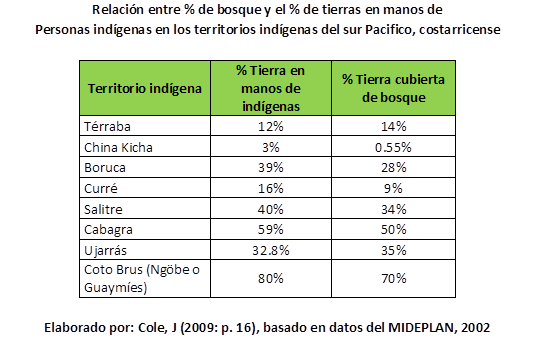 Relación entre % de bosque y el % de tierras en manos de
Personas indígenas en los territorios indígenas del sur Pacifico, costarricense
Territorio indígena % Tierra en manos de indígenas % Tierra cubierta de bosque
Térraba 12% 14%
China Kicha 3% 0.55%
Boruca 39% 28%
Curré 16% 9%
Salitre 40% 34%
Cabagra 59% 50%
Ujarrás 32.8% 35%
Coto Brus (Ngöbe o Guaymíes) 80% 70%
Elaborado por: Cole, J (2009: p. 16), basado en datos del MIDEPLAN, 2002